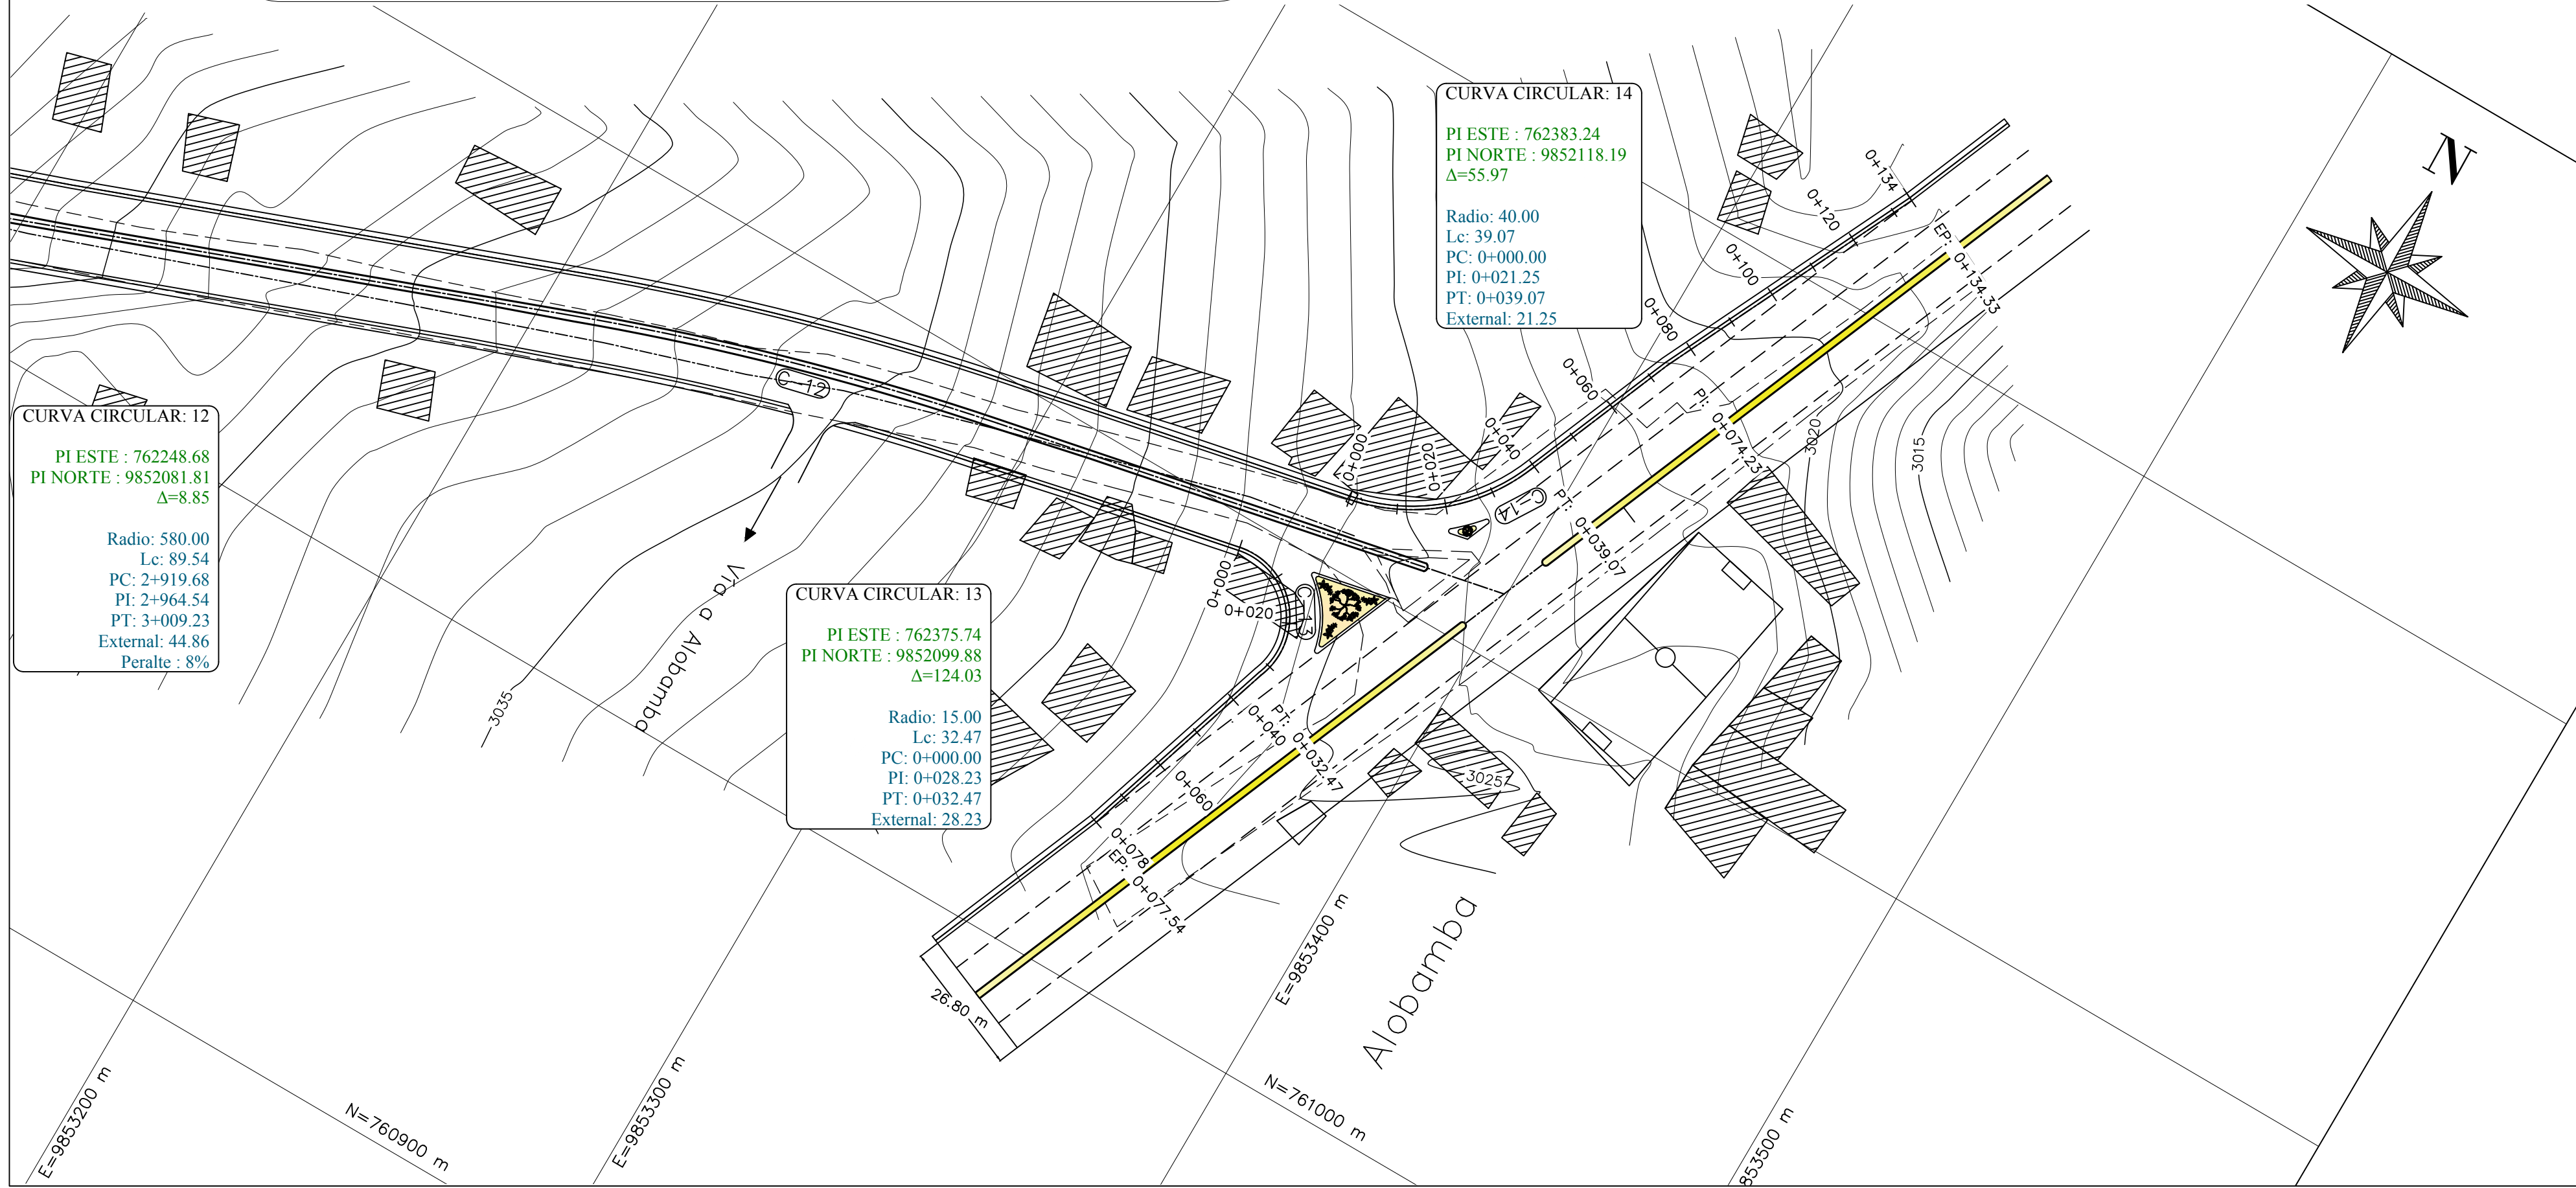 CURVA CIRCULAR: 14
PI ESTE : 762383.24
PI NORTE : 9852118.19
Δ=55.97
Radio: 40.00
Lc: 39.07
PC: 0+000.00
PI: 0+021.25
PT: 0+039.07
External: 21.25
N
0+134
0+120
0+100
0+080
0+060
0+040
0+020
0+000
EP: 0+134.33
PI: 0+074.23
PT: 0+039.07
C-14
C-12
3020
3015
CURVA CIRCULAR: 12
PI ESTE : 762248.68
PI NORTE : 9852081.81
Δ=8.85
Radio: 580.00
Lc: 89.54
PC: 2+919.68
PI: 2+964.54
PT: 3+009.23
External: 44.86
Peralte : 8%
Vía a Alobamba
3035
CURVA CIRCULAR: 13
PI ESTE : 762375.74
PI NORTE : 9852099.88
Δ=124.03
Radio: 15.00
Lc: 32.47
PC: 0+000.00
PI: 0+028.23
PT: 0+032.47
External: 28.23
0+000
0+020
C-13
PT: 0+032.47
0+040
0+060
0+078
EP: 0+077.54
3025
26.80 m
Alobamba
E=9853200 m
N=760900 m
E=9853300 m
N=761000 m
E=9853400 m
853500 m